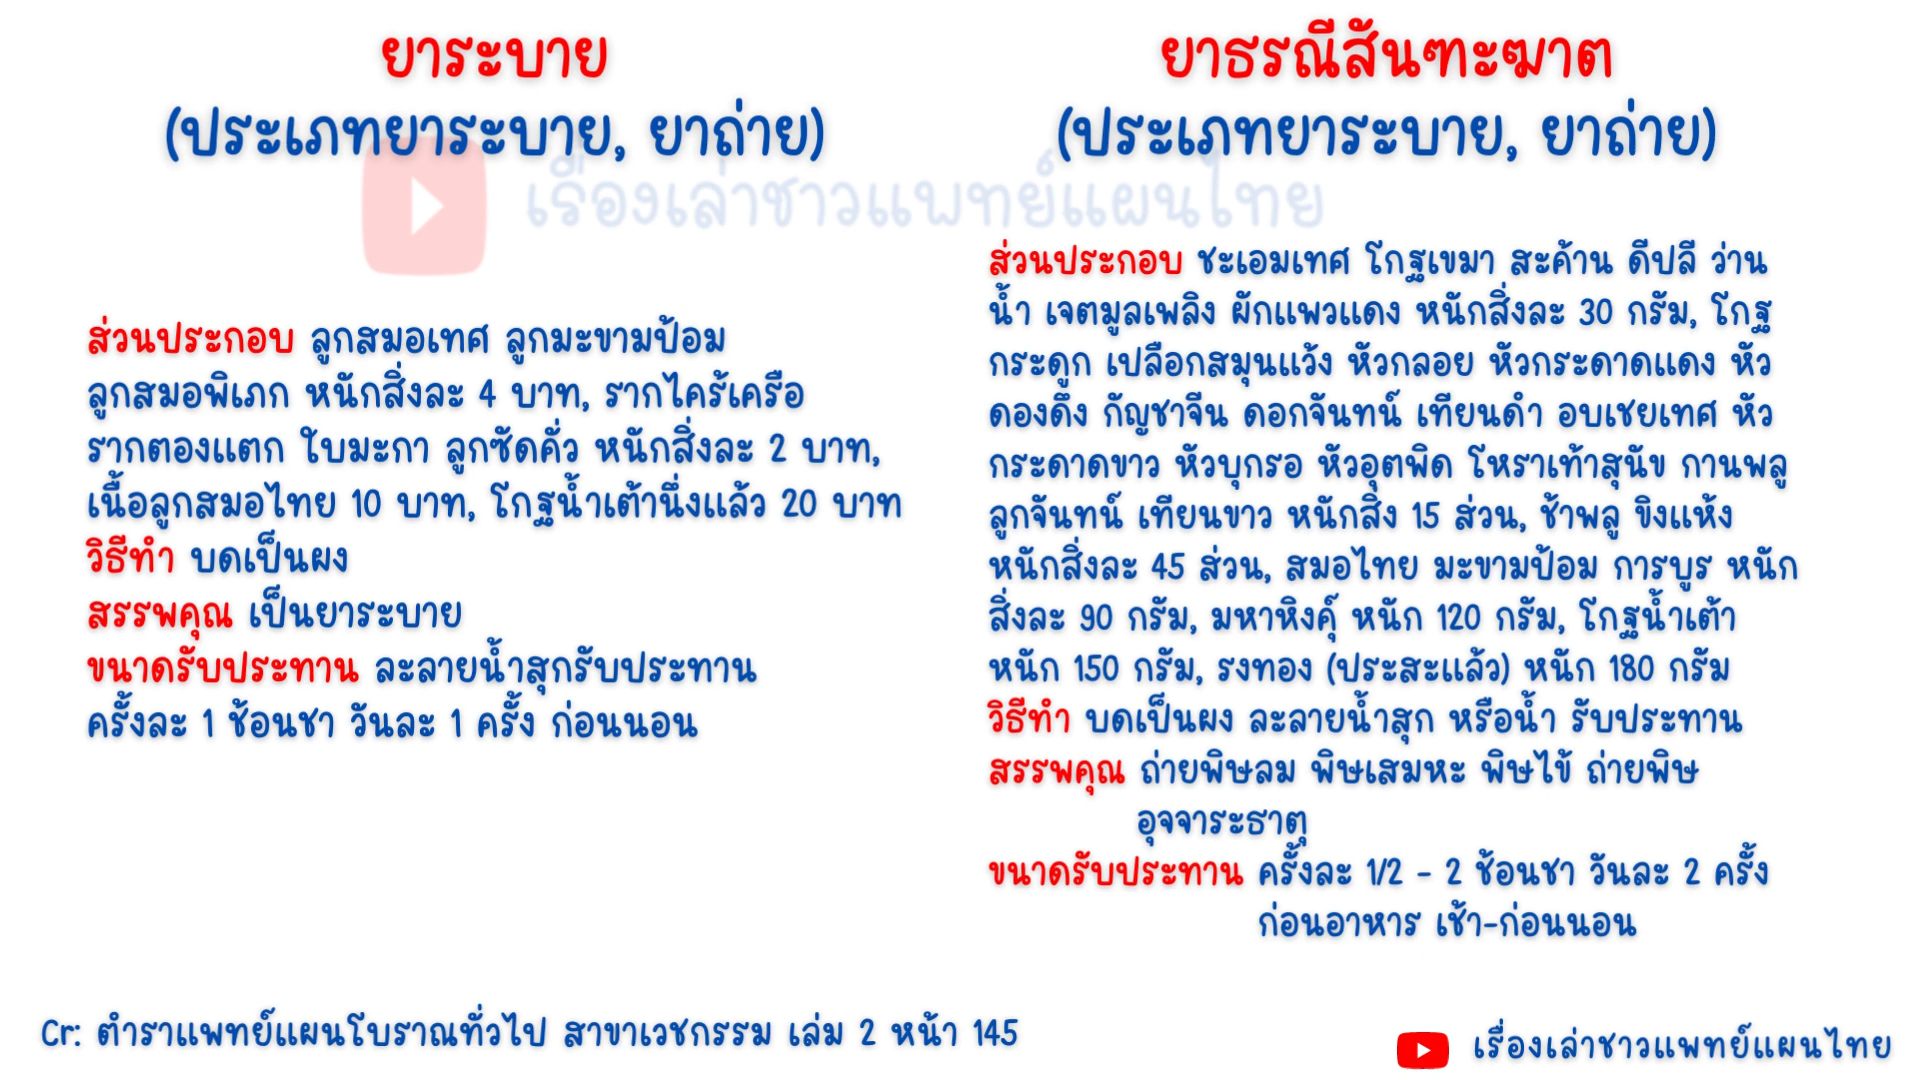 ยาระบาย
(ประเภทยาระบาย, ยาถ่าย)
ส่วนประกอบ ลูกสมอเทศ ลูกมะขามป้อม
ลูกสมอพิเภก หนักสิ่งละ 4 บาท, รากไคร้เครือ
รากตองแตก ใบมะกา ลูกซัดคั่ว หนักสิ่งละ 2 บาท,
เนื้อลูกสมอไทย 10 บาท, โกฐน้ำเต้านึ่งแล้ว 20 บาท
วิธีทำ บดเป็นผง
สรรพคุณ เป็นยาระบาย
ขนาดรับประทาน ละลายน้ำสุกรับประทาน
ครั้งละ 1 ช้อนชา วันละ 1 ครั้ง ก่อนนอน
ยาธรณีสันฑะฆาต
(ประเภทยาระบาย, ยาถ่าย)
ส่วนประกอบ ชะเอมเทศ โกฐเขมา สะค้าน ดีปลี ว่าน
น้ำ เจตมูลเพลิง ผักแพวแดง หนักสิ่งละ 30 กรัม, โกฐ
กระดูก เปลือกสมุนแว้ง หัวกลอย หัวกระดาดแดง หัว
ดองดึง กัญชาจีน ดอกจันทน์ เทียนดำ อบเชยเทศ หัว
กระดาดขาว หัวบุกรอ หัวอุตพิด โหราเท้าสุนัข กานพลู
ลูกจันทน์ เทียนขาว หนักสิ่ง 15 ส่วน, ช้าพลู ขิงแห้ง
หนักสิ่งละ 45 ส่วน, สมอไทย มะขามป้อม การบูร หนัก
สิ่งละ 90 กรัม, มหาหิงคุ์ หนัก 120 กรัม, โกฐน้ำเต้า
หนัก 150 กรัม, รงทอง (ประสะแล้ว) หนัก 180 กรัม
วิธีทำ บดเป็นผง ละลายน้ำสุก หรือน้ำ รับประทาน
สรรพคุณ ถ่ายพิษลม พิษเสมหะ พิษไข้ ถ่ายพิษ
อุจจาระธาตุ
ขนาดรับประทาน ครั้งละ 1/2 - 2 ช้อนชา วันละ 2 ครั้ง
ก่อนอาหาร เช้า-ก่อนนอน
เรื่องเล่าชาวแพทย์แผนไทย
Cr: ตำราแพทย์แผนโบราณทั่วไป สาขาเวชกรรม เล่ม 2 หน้า 145
เรื่องเล่าชาวแพทย์แผนไทย